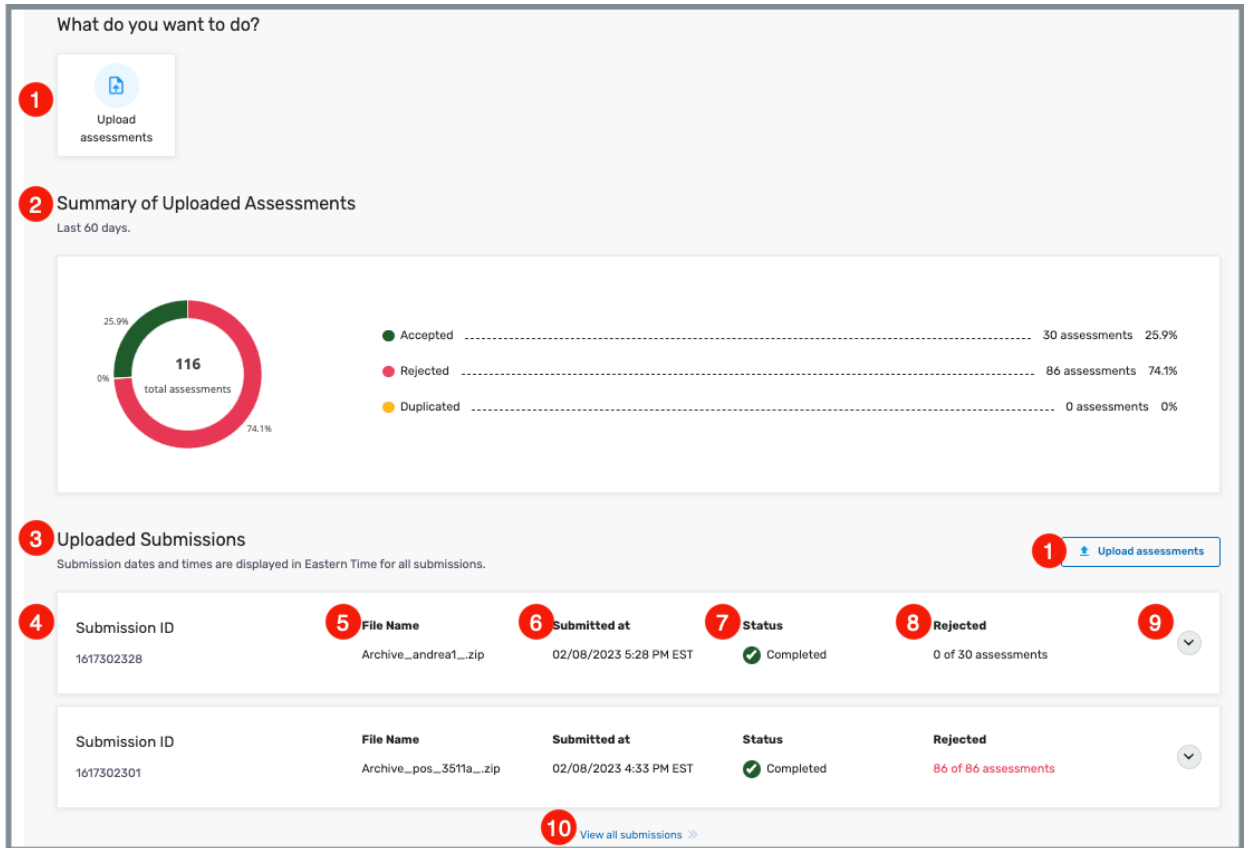 What do you want to do?
1
Upload
assessments
2 Summary of Uploaded Assessments
Last 60 days.
25.9%
116
total assessments
0%
74.1%
Accepted 30 assessments 25.9%
Rejected 86 assessments 74.1%
Duplicated 0 assessments 0%
3 Uploaded Submissions
Submission dates and times are displayed in Eastern Time for all submissions.
1 Upload assessments
4 Submission ID 5 File Name 6 Submitted at 7 Status 8 Rejected 9
1617302328 Archive_andrea1_.zip 02/08/2023 5:28 PM EST Completed 0 of 30 assessments
Submission ID File Name Submitted at Status Rejected
1617302301 Archive_pos_3511a_.zip 02/08/2023 4:33 PM EST Completed 86 of 86 assessments
10 View all submissions »